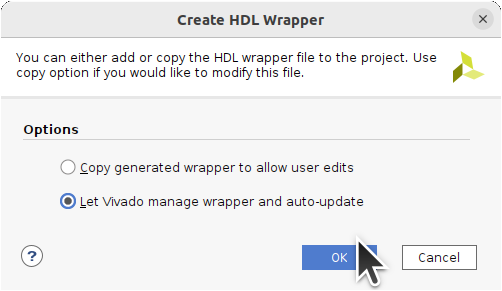 Create HDL Wrapper
You can either add or copy the HDL wrapper file to the project. Use
copy option if you would like to modify this file.
Options
Copy generated wrapper to allow user edits
Let Vivado manage wrapper and auto-update
?
OK
Cancel